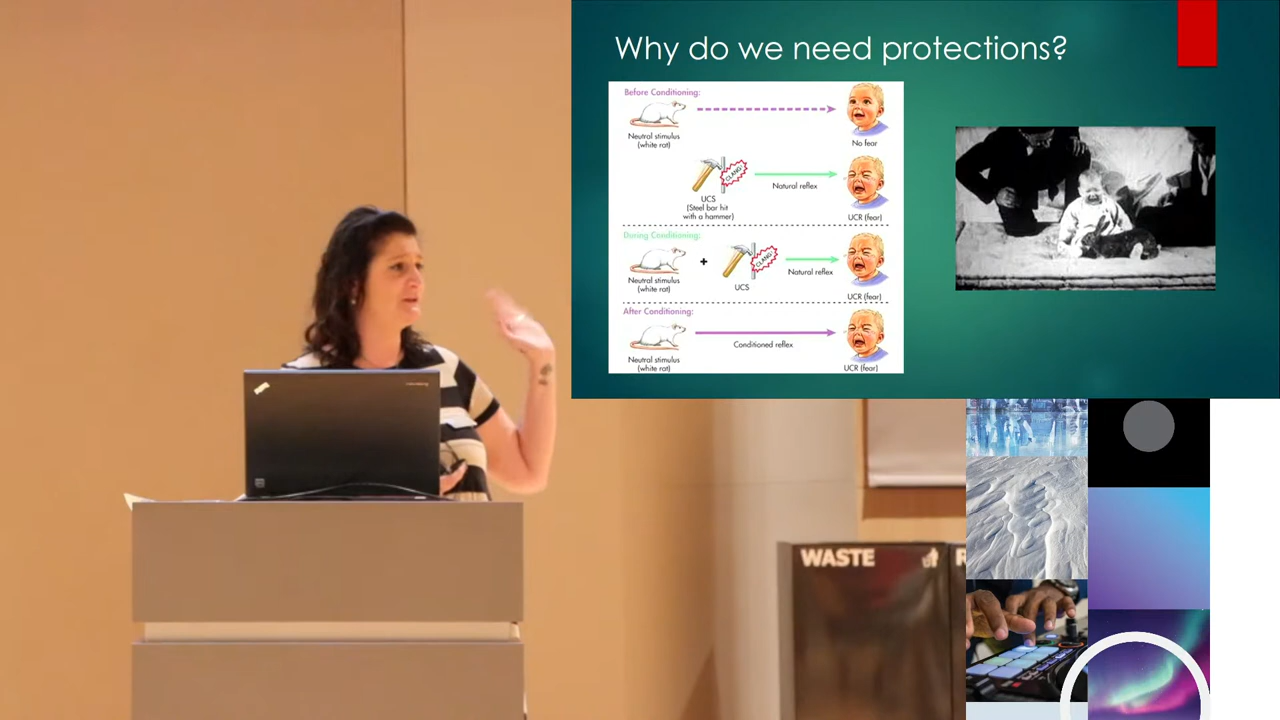 Why do we need protections?
Before Conditioning:
Neutral stimulus
(white rat)
No fear
CLANG!
UCS
(Steel bar hit
with a hammer)
Natural reflex
UCR (fear)
During Conditioning:
Neutral stimulus
(white rat)
+
CLANG!
UCS
Natural reflex
UCR (fear)
After Conditioning:
Neutral stimulus
(white rat)
Conditioned reflex
UCR (fear)
WASTE
R